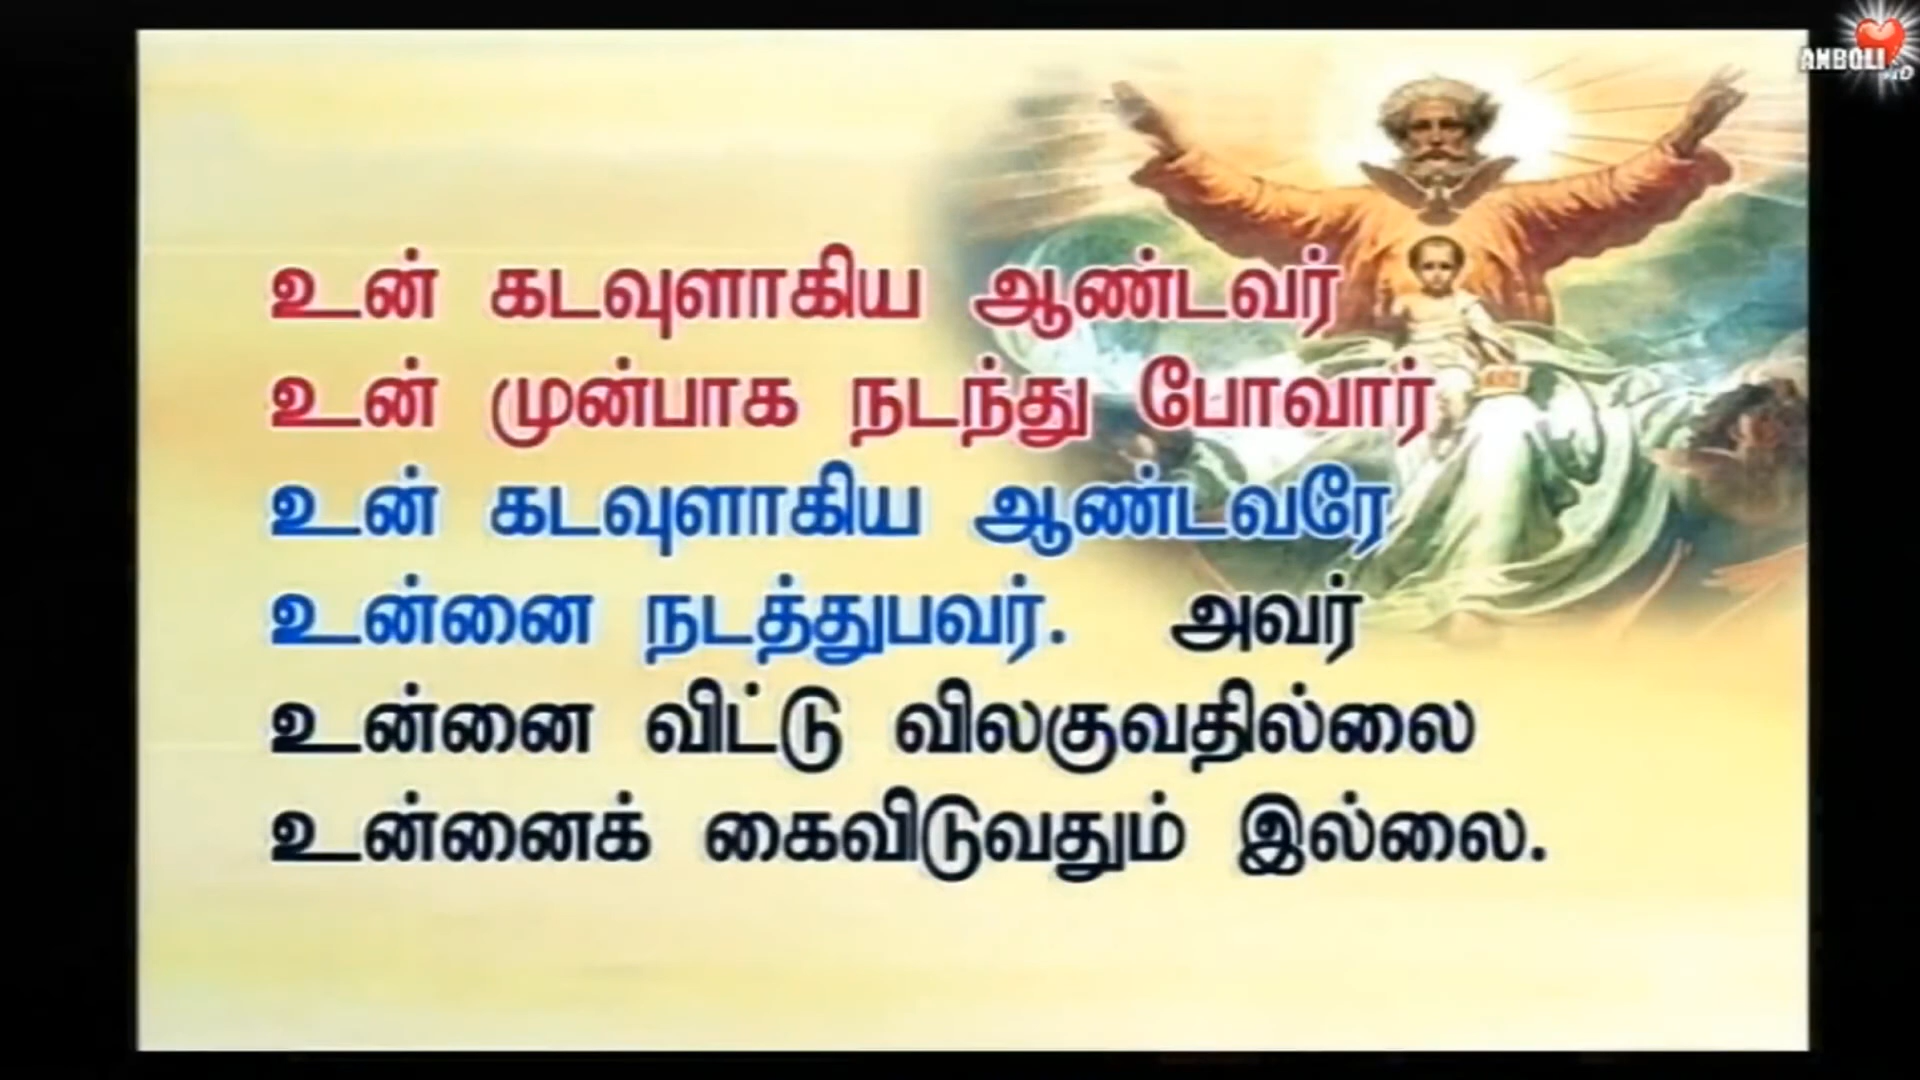 ANBOLI
HD
உன் கடவுளாகிய ஆண்டவர்
உன் முன்பாக நடந்து போவார்
உன் கடவுளாகிய ஆண்டவரே
உன்னை நடத்துபவர். அவர்
உன்னை விட்டு விலகுவதில்லை
உன்னைக் கைவிடுவதும் இல்லை.